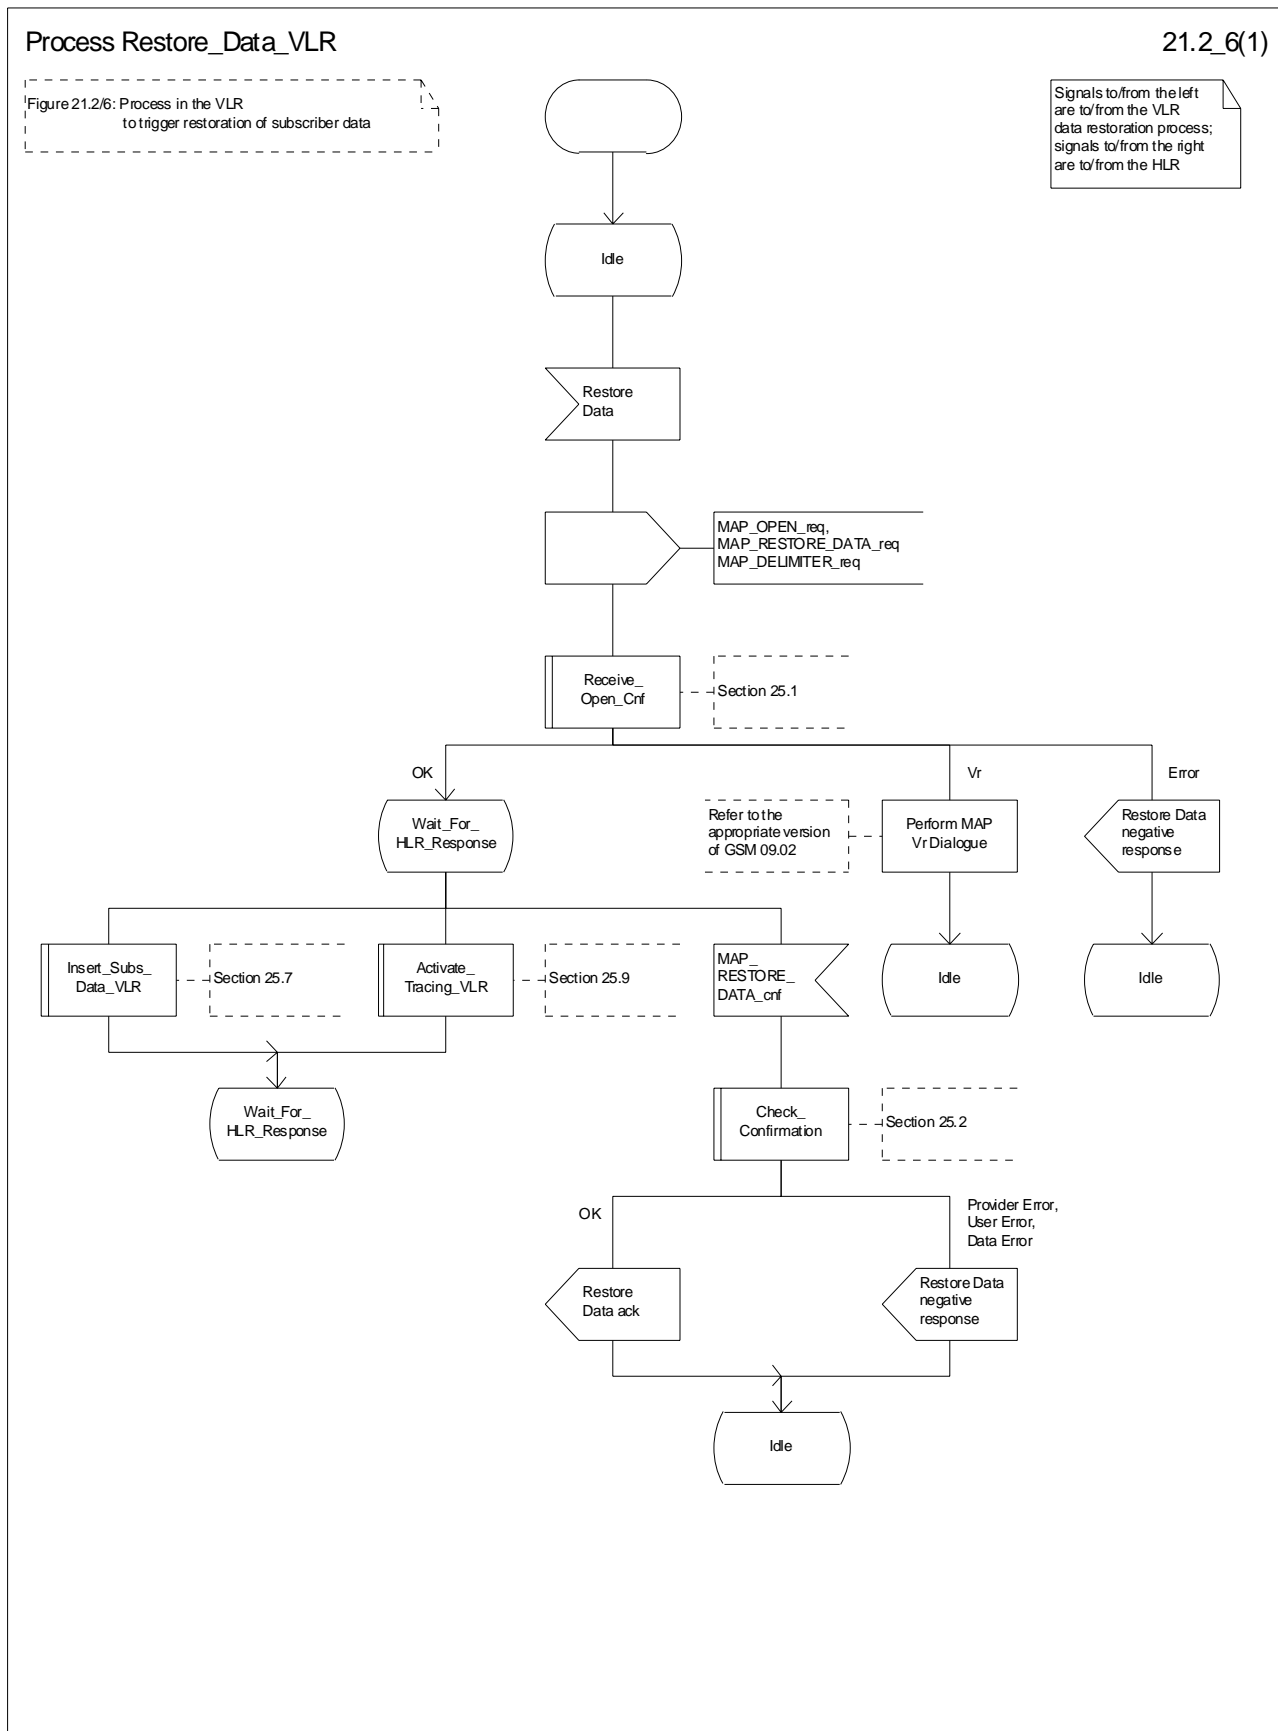 Process Restore_Data_VLR
21.2_6(1)
Figure 21.2/6: Process in the VLR
to trigger restoration of subscriber data
Signals to/from the left
are to/from the VLR
data restoration process;
signals to/from the right
are to/from the HLR
Idle
Restore
Data
MAP_OPEN_req,
MAP_RESTORE_DATA_req
MAP_DELIMITER_req
Receive_
Open_Cnf
Section 25.1
OK
Vr
Error
Wait_For_
HLR_Response
Refer to the
appropriate version
of GSM 09.02
Perform MAP
Vr Dialogue
Restore Data
negative
response
Insert_Subs_
Data_VLR
Section 25.7
Activate_
Tracing_VLR
Section 25.9
MAP_
RESTORE_
DATA_cnf
Idle
Idle
Wait_For_
HLR_Response
Check_
Confirmation
Section 25.2
OK
Provider Error,
User Error,
Data Error
Restore
Data ack
Restore Data
negative
response
Idle